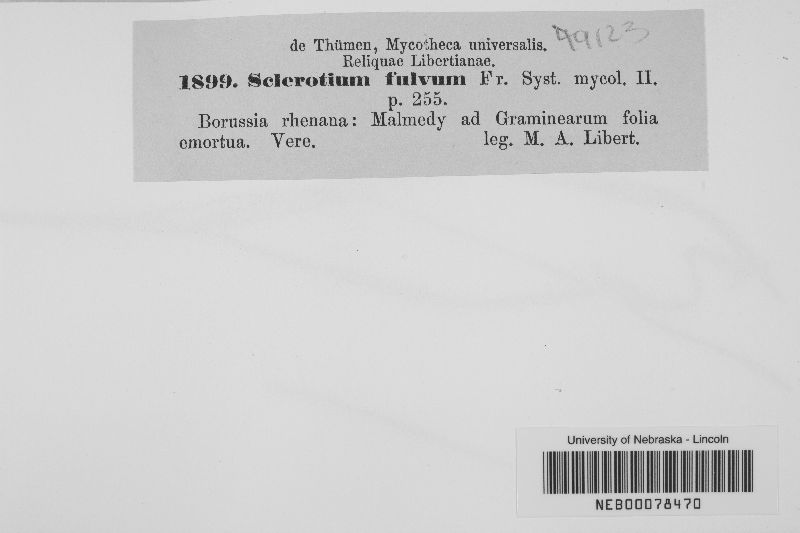 de Thümen, Mycotheca universalis. 49123
Reliquae Libertianae.
1899. Sclerotium fulvum Fr. Syst. mycol. II.
p. 255.
Borussia rhenana: Malmedy ad Graminearum folia
emortua. Vere. leg. M. A. Libert.
University of Nebraska - Lincoln
NEB00078470